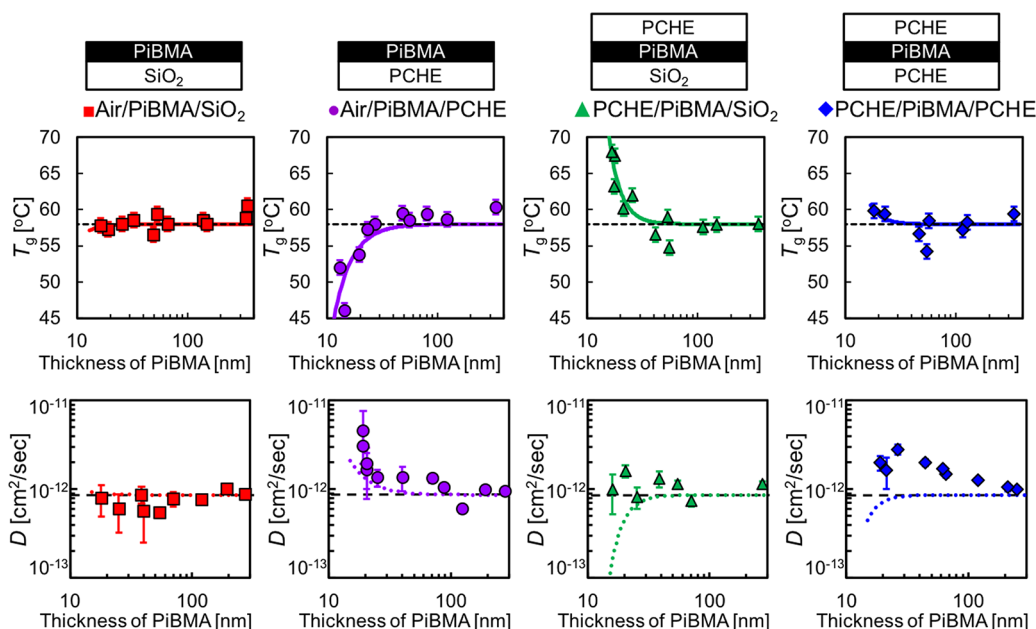 PCHE
PCHE
PiBMA
PiBMA
PiBMA
PiBMA
SiO₂
PCHE
SiO₂
PCHE
Air/PiBMA/SiO₂
Air/PiBMA/PCHE
PCHE/PiBMA/SiO₂
PCHE/PiBMA/PCHE
70
65
60
55
50
45
Tg [ºC]
10
100
Thickness of PiBMA [nm]
70
65
60
55
50
45
Tg [ºC]
10
100
Thickness of PiBMA [nm]
70
65
60
55
50
45
Tg [ºC]
10
100
Thickness of PiBMA [nm]
70
65
60
55
50
45
Tg [ºC]
10
100
Thickness of PiBMA [nm]
10⁻¹¹
10⁻¹²
10⁻¹³
D [cm²/sec]
10
100
Thickness of PiBMA [nm]
10⁻¹¹
10⁻¹²
10⁻¹³
D [cm²/sec]
10
100
Thickness of PiBMA [nm]
10⁻¹¹
10⁻¹²
10⁻¹³
D [cm²/sec]
10
100
Thickness of PiBMA [nm]
10⁻¹¹
10⁻¹²
10⁻¹³
D [cm²/sec]
10
100
Thickness of PiBMA [nm]